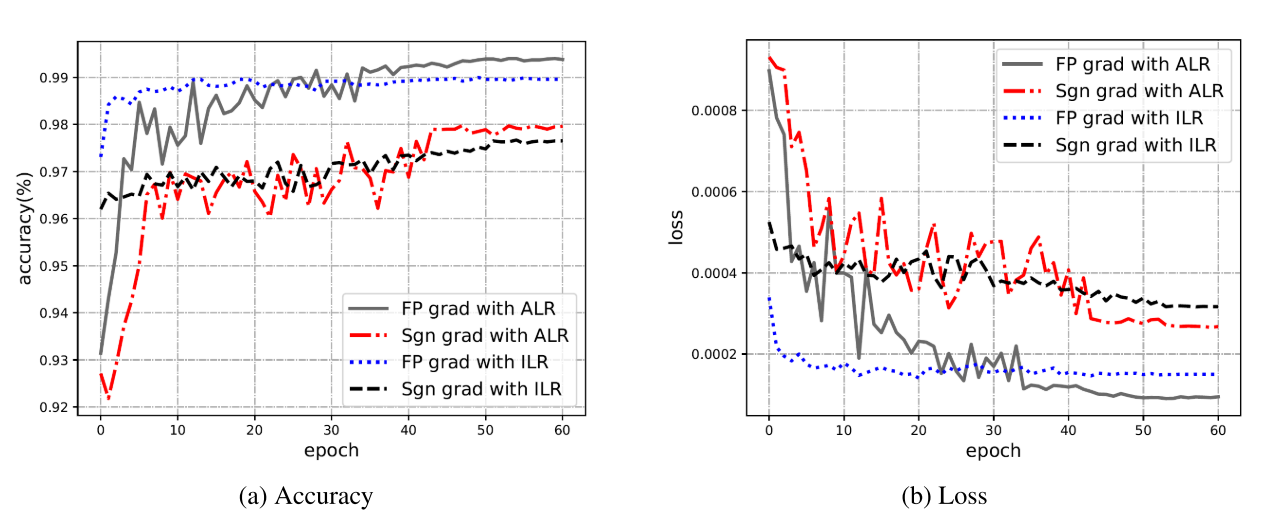 0.99
0.98
0.97
0.96
0.95
0.94
0.93
0.92
accuracy(%)
0 10 20 30 40 50 60
epoch
FP grad with ALR
Sgn grad with ALR
FP grad with ILR
Sgn grad with ILR
(a) Accuracy
0.0008
0.0006
0.0004
0.0002
loss
0 10 20 30 40 50 60
epoch
FP grad with ALR
Sgn grad with ALR
FP grad with ILR
Sgn grad with ILR
(b) Loss